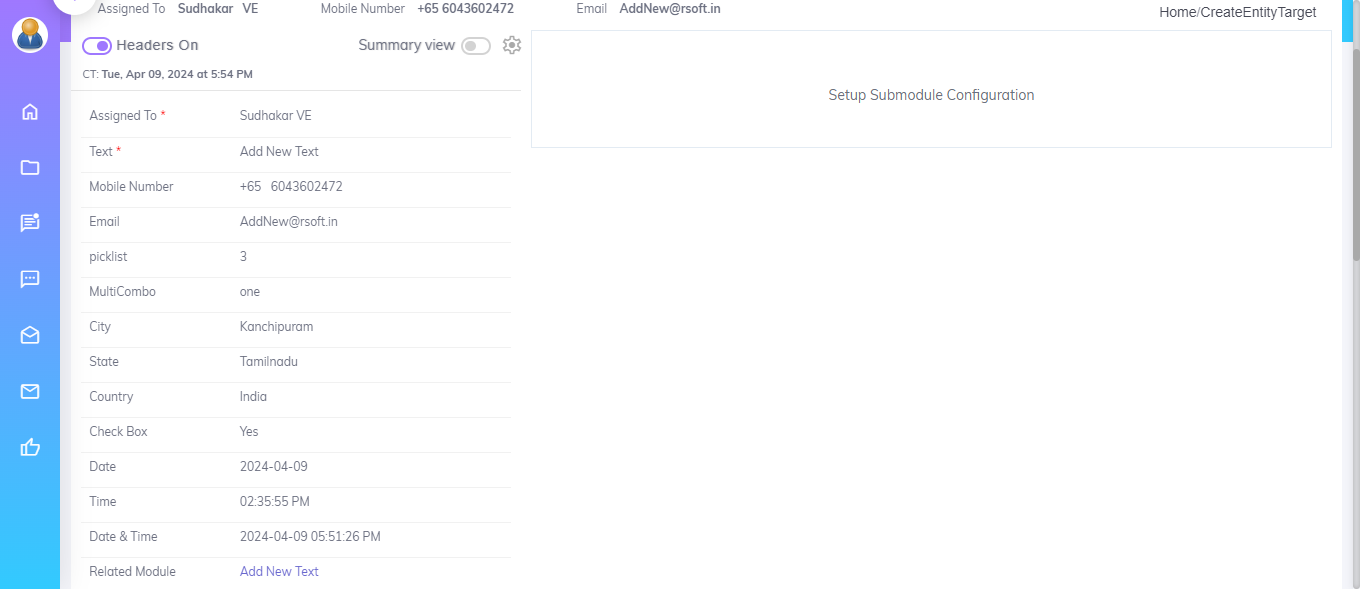 Assigned To Sudhakar VE Mobile Number +65 6043602472 Email AddNew@rsoft.in
Home/CreateEntityTarget
Headers On Summary view
CT: Tue, Apr 09, 2024 at 5:54 PM
Setup Submodule Configuration
Assigned To * Sudhakar VE
Text * Add New Text
Mobile Number +65 6043602472
Email AddNew@rsoft.in
picklist 3
MultiCombo one
City Kanchipuram
State Tamilnadu
Country India
Check Box Yes
Date 2024-04-09
Time 02:35:55 PM
Date & Time 2024-04-09 05:51:26 PM
Related Module Add New Text